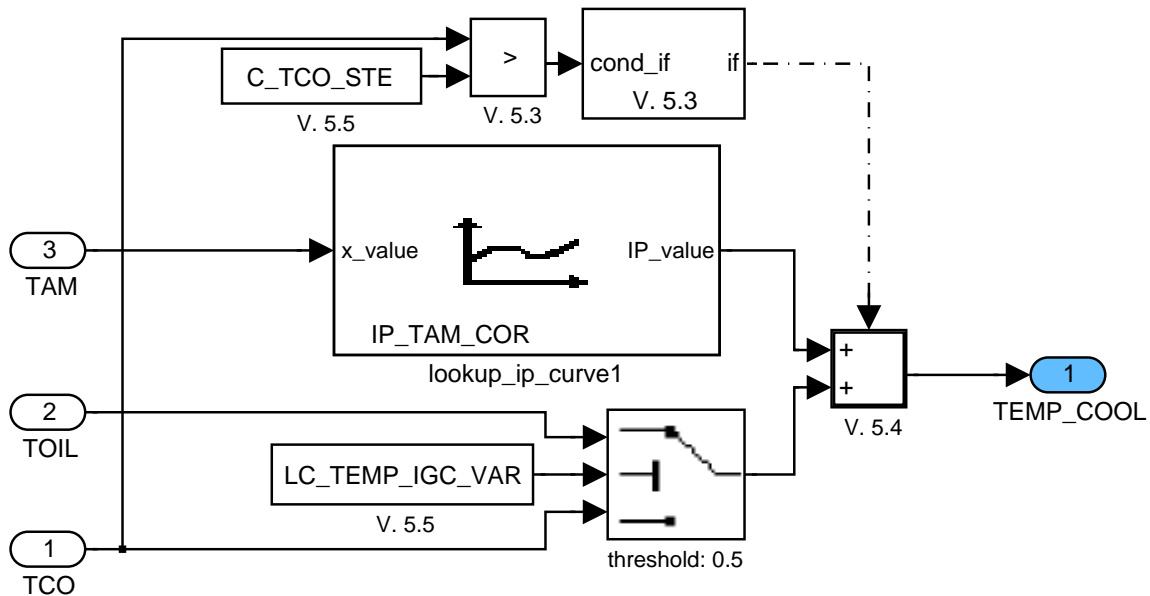 C_TCO_STE
V. 5.5
>
V. 5.3
cond_if
if
V. 5.3
3
TAM
x_value
IP_value
IP_TAM_COR
lookup_ip_curve1
+
+
V. 5.4
1
TEMP_COOL
2
TOIL
LC_TEMP_IGC_VAR
V. 5.5
threshold: 0.5
1
TCO